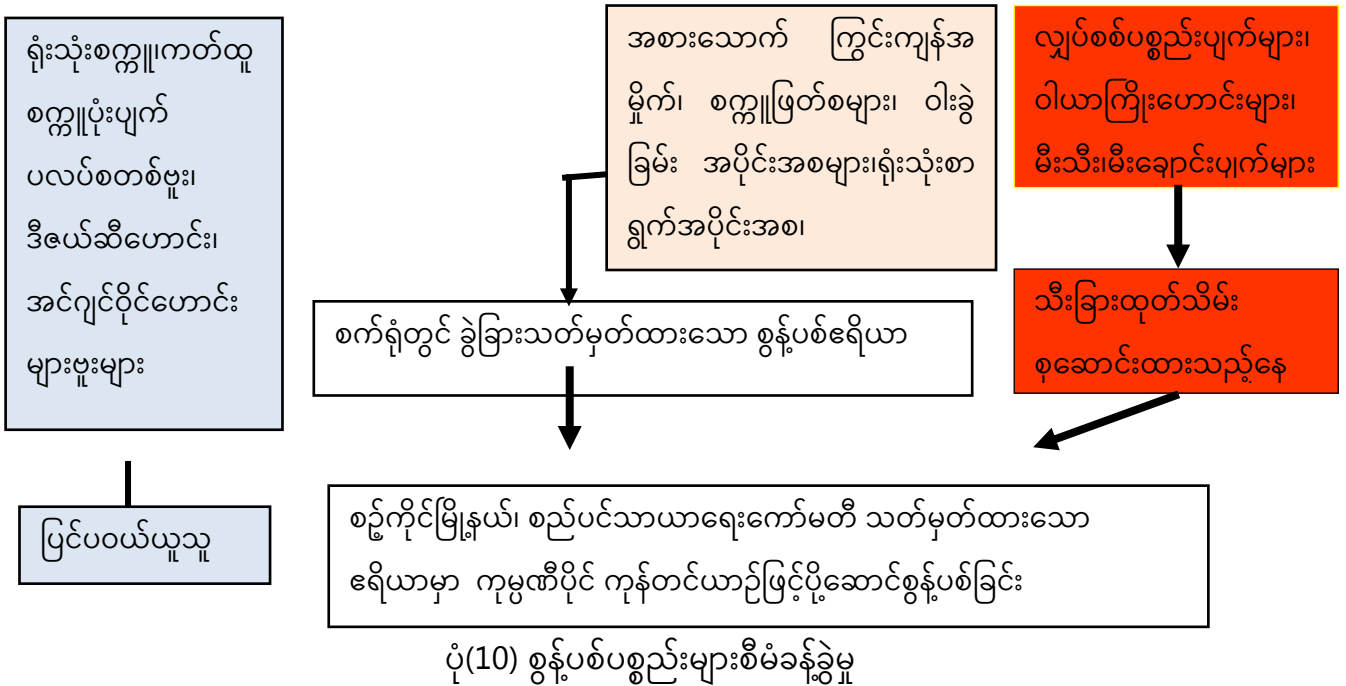 ရုံးသုံးစက္ကူ၊ကတ်ထူ
စက္ကူပုံးပျက်
ပလပ်စတစ်ဗူး၊
ဒီဇယ်ဆီဟောင်း၊
အင်ဂျင်ဝိုင်ဟောင်း
များဗူးများ
ပြင်ပဝယ်ယူသူ
အစားသောက် ကြွင်းကျန်အ
မှိုက်၊ စက္ကူဖြတ်စများ၊ ဝါးခွဲ
ခြမ်း အပိုင်းအစများ၊ရုံးသုံးစာ
ရွက်အပိုင်းအစ၊
စက်ရုံတွင် ခွဲခြားသတ်မှတ်ထားသော စွန့်ပစ်ဧရိယာ
လျှပ်စစ်ပစ္စည်းပျက်များ၊
ဝါယာကြိုးဟောင်းများ၊
မီးသီး၊မီးချောင်းပျက်များ
သီးခြားထုတ်သိမ်း
စုဆောင်းထားသည့်နေ
စဥ့်ကိုင်မြို့နယ်၊ စည်ပင်သာယာရေးကော်မတီ သတ်မှတ်ထားသော
ဧရိယာမှာ ကုမ္ပဏီပိုင် ကုန်တင်ယာဉ်ဖြင့်ပို့ဆောင်စွန့်ပစ်ခြင်း
ပုံ(10) စွန့်ပစ်ပစ္စည်းများစီမံခန့်ခွဲမှု